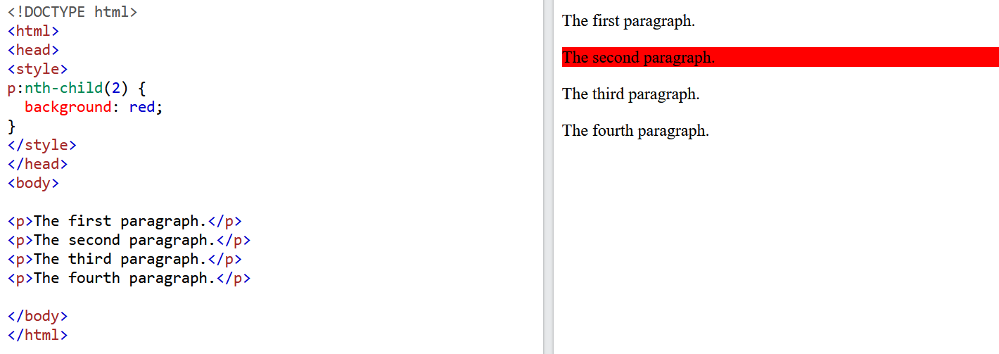 <!DOCTYPE html>
<html>
<head>
<style>
p:nth-child(2) {
  background: red;
}
</style>
</head>
<body>

<p>The first paragraph.</p>
<p>The second paragraph.</p>
<p>The third paragraph.</p>
<p>The fourth paragraph.</p>

</body>
</html>
The first paragraph.
The second paragraph.
The third paragraph.
The fourth paragraph.